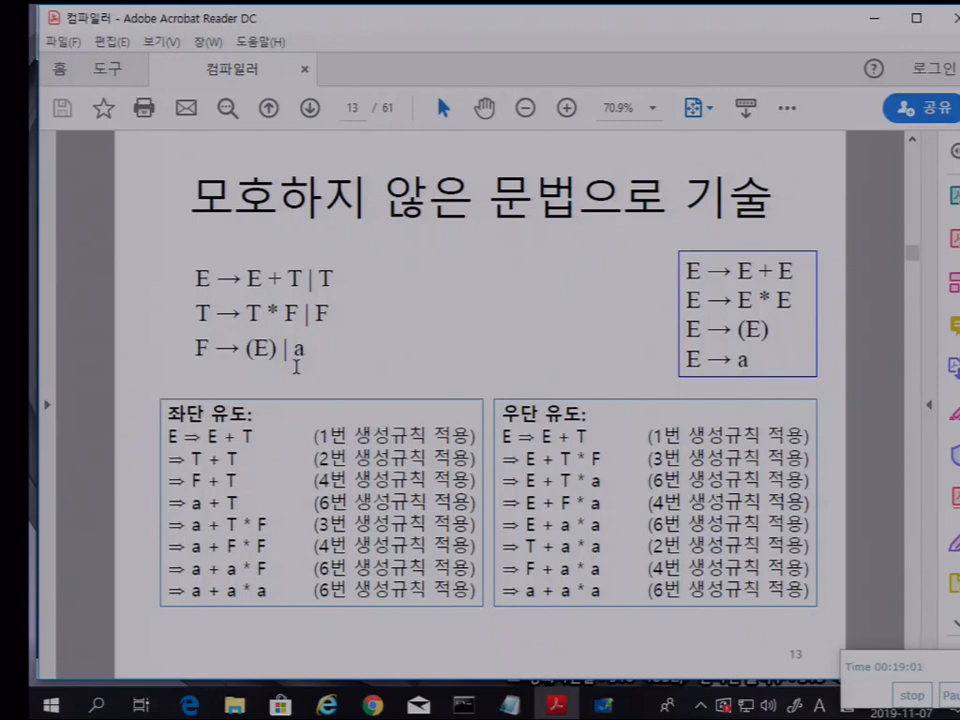 컴파일러 - Adobe Acrobat Reader DC
파일(F) 편집(E) 보기(V) 창(W) 도움말(H)
홈 도구 컴파일러 × 로그인
13 / 61 70.9% 공유
모호하지 않은 문법으로 기술
E → E + T | T
T → T * F | F
F → (E) | a
E → E + E
E → E * E
E → (E)
E → a
좌단 유도:
E ⇒ E + T (1번 생성규칙 적용)
⇒ T + T (2번 생성규칙 적용)
⇒ F + T (4번 생성규칙 적용)
⇒ a + T (6번 생성규칙 적용)
⇒ a + T * F (3번 생성규칙 적용)
⇒ a + F * F (4번 생성규칙 적용)
⇒ a + a * F (6번 생성규칙 적용)
⇒ a + a * a (6번 생성규칙 적용)
우단 유도:
E ⇒ E + T (1번 생성규칙 적용)
⇒ E + T * F (3번 생성규칙 적용)
⇒ E + T * a (6번 생성규칙 적용)
⇒ E + F * a (4번 생성규칙 적용)
⇒ E + a * a (6번 생성규칙 적용)
⇒ T + a * a (2번 생성규칙 적용)
⇒ F + a * a (4번 생성규칙 적용)
⇒ a + a * a (6번 생성규칙 적용)
13
Time 00:19:01
stop Pau
A 2019-11-07